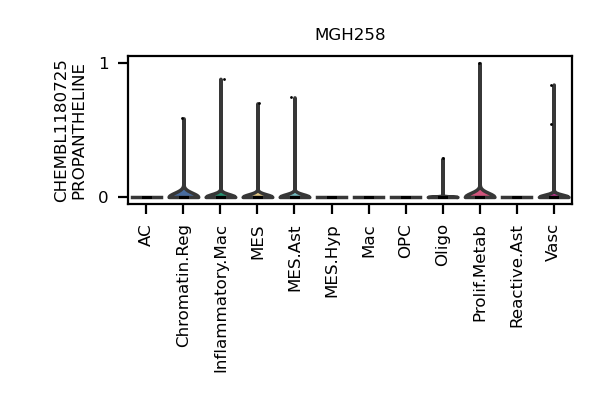 MGH258
CHEMBL1180725
PROPANTHELINE
1
0
AC
Chromatin.Reg
Inflammatory.Mac
MES
MES.Ast
MES.Hyp
Mac
OPC
Oligo
Prolif.Metab
Reactive.Ast
Vasc